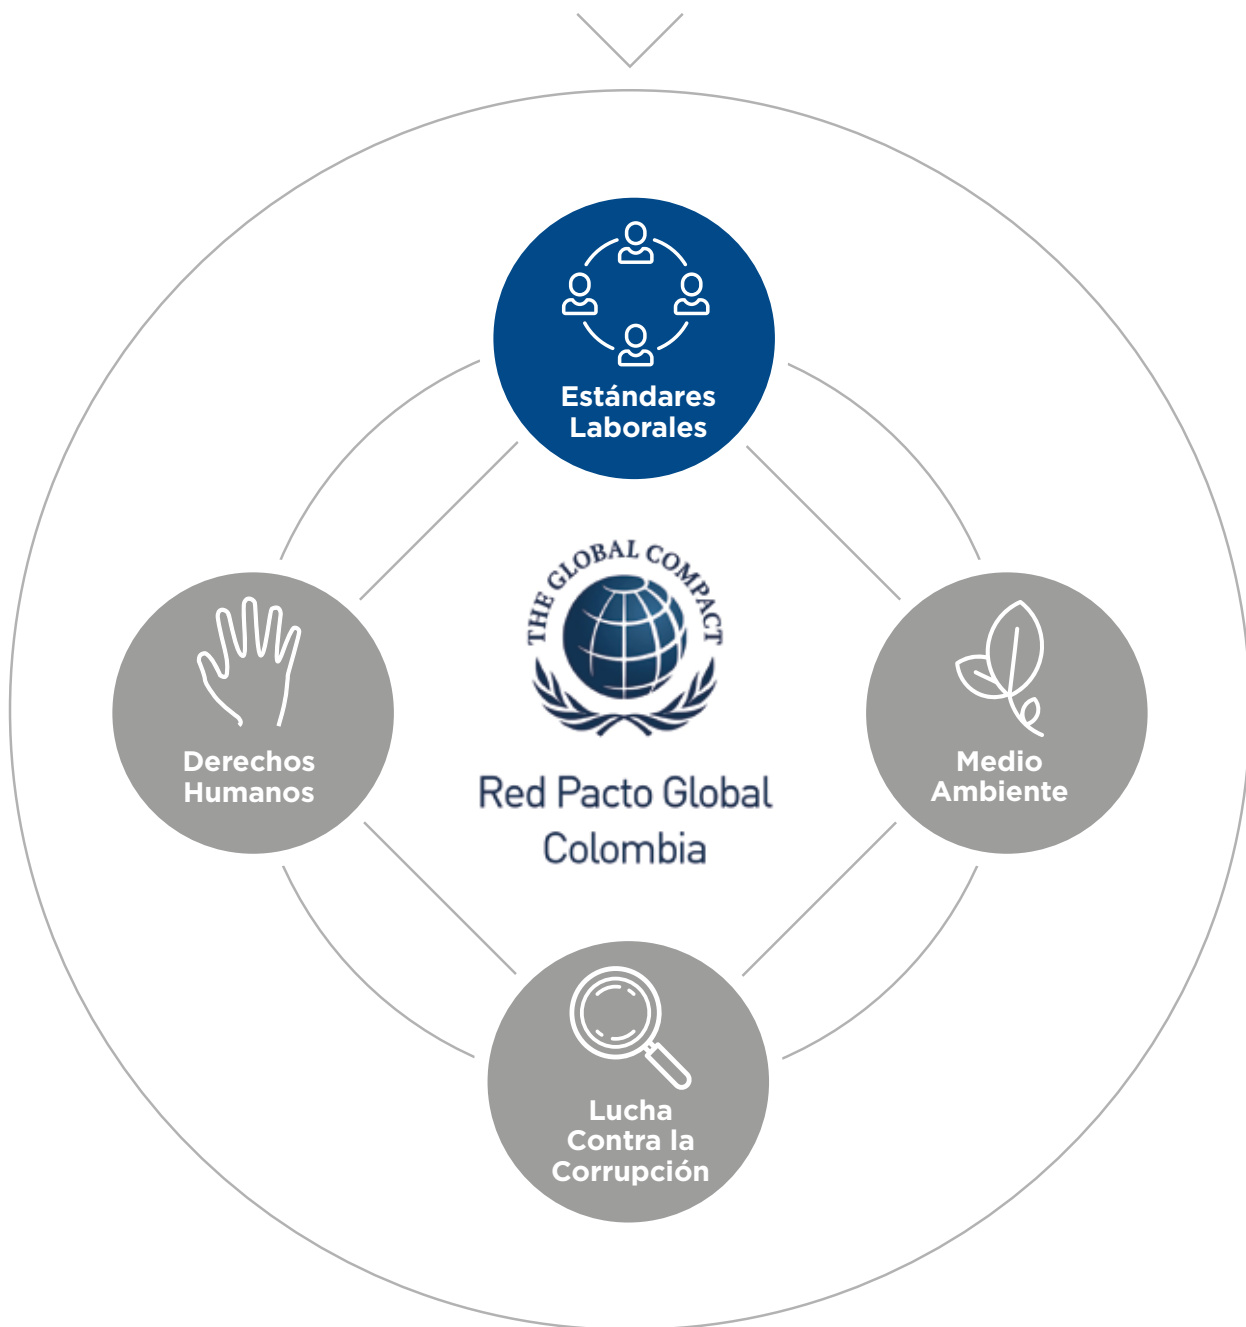 Estándares
Laborales
THE GLOBAL COMPACT
Derechos
Humanos
Medio
Ambiente
Red Pacto Global
Colombia
Lucha
Contra la
Corrupción